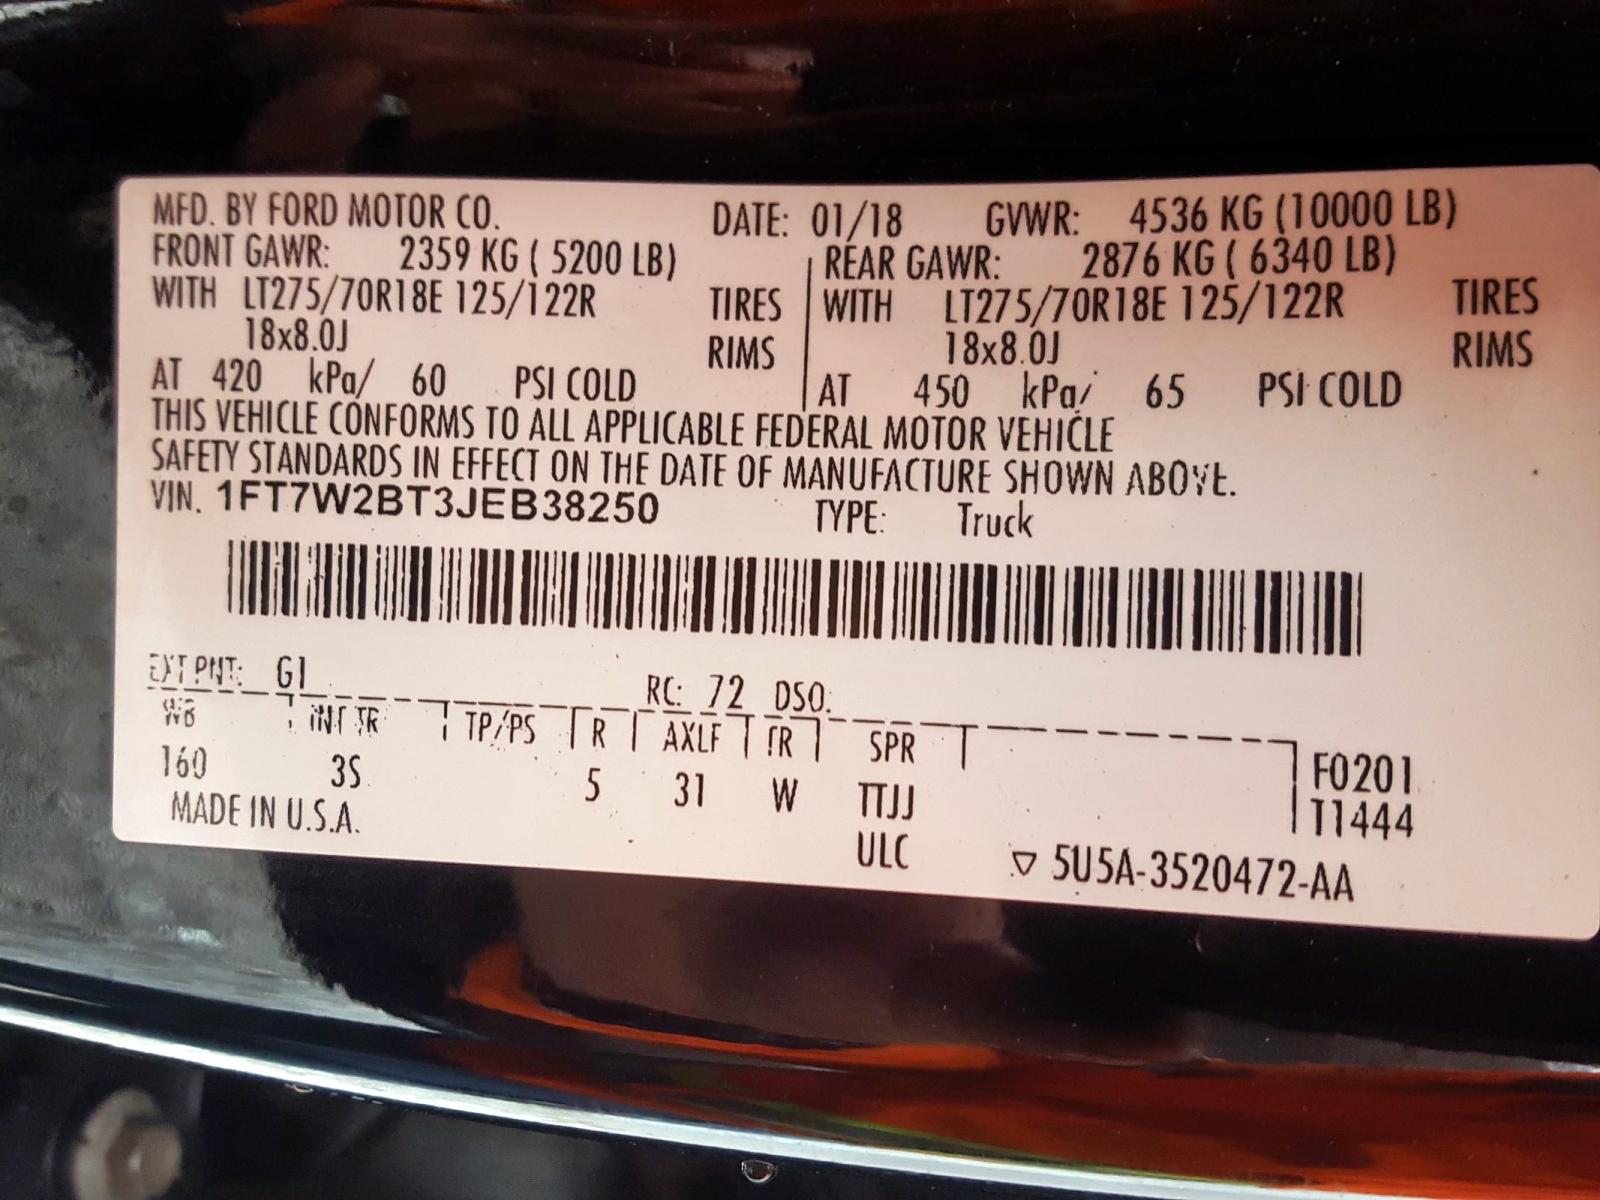 MFD. BY FORD MOTOR CO. DATE: 01/18 GVWR: 4536 KG (10000 LB)
FRONT GAWR: 2359 KG ( 5200 LB) REAR GAWR: 2876 KG ( 6340 LB)
WITH LT275/70R18E 125/122R TIRES WITH LT275/70R18E 125/122R TIRES
18x8.0J RIMS 18x8.0J RIMS
AT 420 kPa/ 60 PSI COLD AT 450 kPa/ 65 PSI COLD
THIS VEHICLE CONFORMS TO ALL APPLICABLE FEDERAL MOTOR VEHICLE
SAFETY STANDARDS IN EFFECT ON THE DATE OF MANUFACTURE SHOWN ABOVE.
VIN. 1FT7W2BT3JEB38250 TYPE: Truck
EXT PNT: G1 RC: 72 DSO:
WB INT TR TP/PS R AXLE TR SPR F0201
160 3S 5 31 W TTJJ T1444
MADE IN U.S.A. ULC ▽ 5U5A-3520472-AA